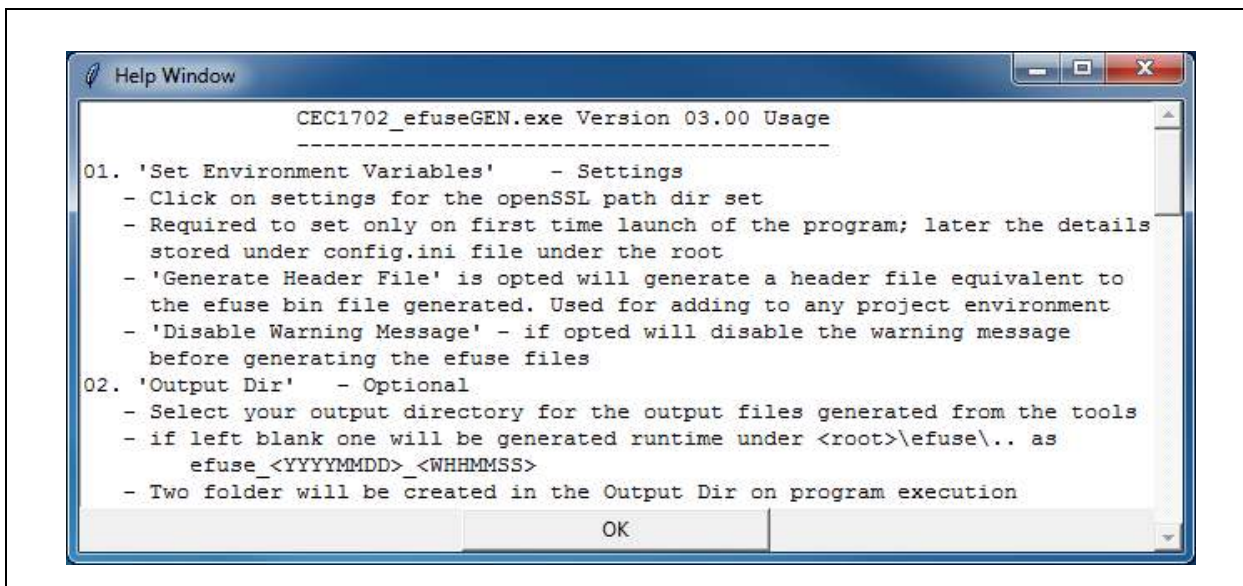 Help Window
CEC1702_efuseGEN.exe Version 03.00 Usage
----------------------------------------
01. 'Set Environment Variables'    - Settings
- Click on settings for the openSSL path dir set
- Required to set only on first time launch of the program; later the details
stored under config.ini file under the root
- 'Generate Header File' is opted will generate a header file equivalent to
the efuse bin file generated. Used for adding to any project environment
- 'Disable Warning Message' - if opted will disable the warning message
before generating the efuse files
02. 'Output Dir'   - Optional
- Select your output directory for the output files generated from the tools
- if left blank one will be generated runtime under <root>\efuse\.. as
efuse_<YYYYMMDD>_<WHHMMSS>
- Two folder will be created in the Output Dir on program execution
OK